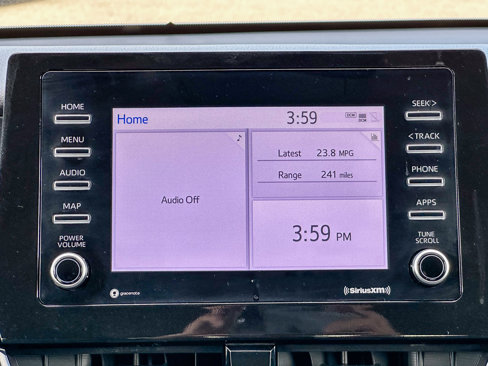 HOME
MENU
AUDIO
MAP
POWER
VOLUME
Home
3:59
DCM
Audio Off
Latest 23.8 MPG
Range 241 miles
3:59 PM
SEEK >
< TRACK
PHONE
APPS
TUNE
SCROLL
gracenote
SiriusXM